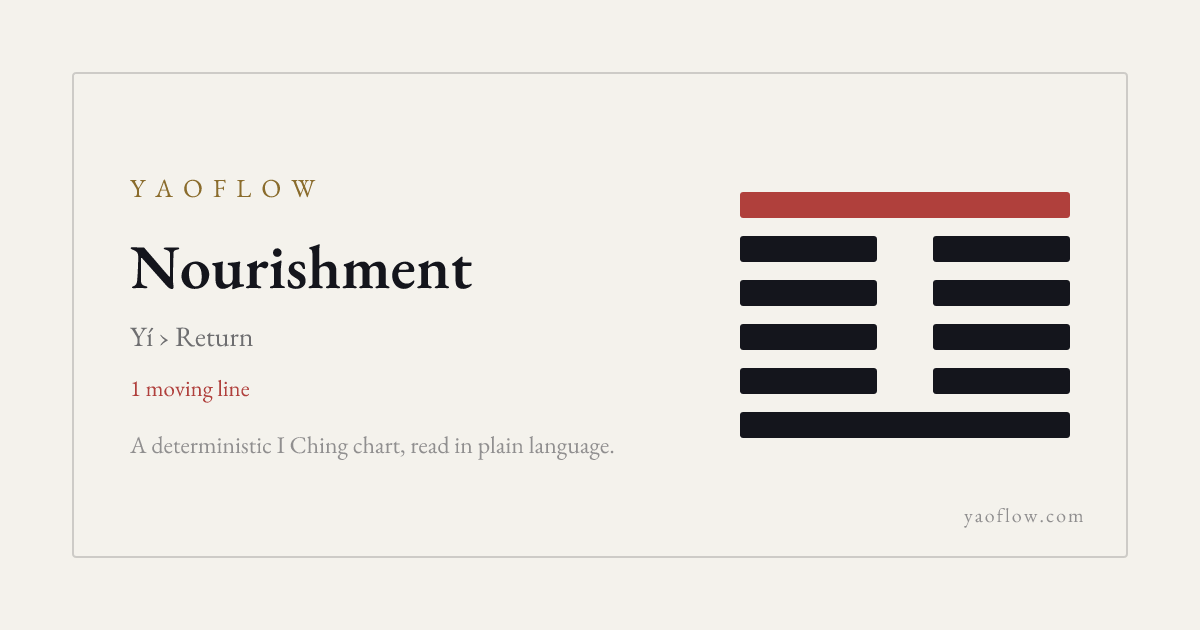 YAOFLOW
Nourishment
Yí › Return
1 moving line
A deterministic I Ching chart, read in plain language.
yaoflow.com